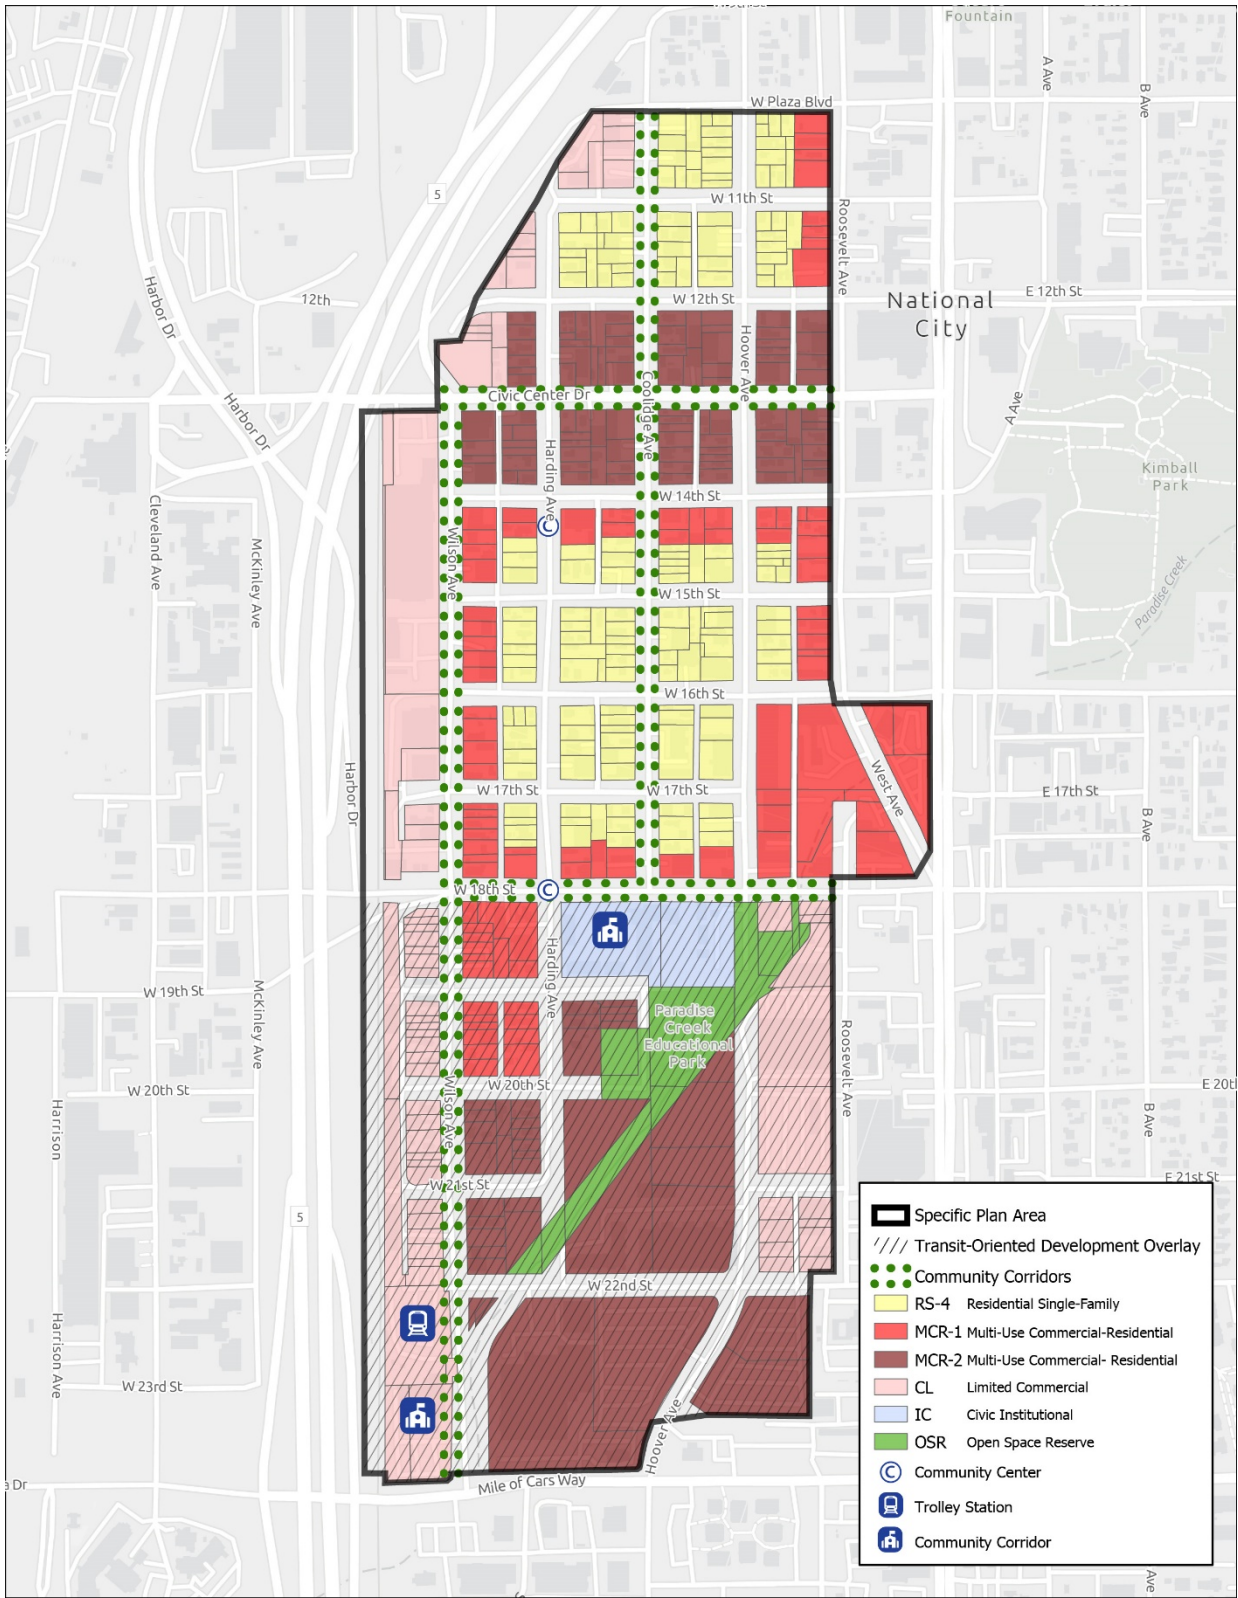 Fountain
W Plaza Blvd
A Ave
B Ave
5
W 11th St
Roosevelt Ave
Harbor Dr
12th
W 12th St
National
City
E 12th St
Hoover Ave
Coolidge Ave
Civic Center Dr
Harbor Dr
A Ave
Harding Ave
Kimball
Park
W 14th St
C
Cleveland Ave
McKinley Ave
Wilson Ave
Paradise Creek
W 15th St
W 16th St
Harbor Dr
West Ave
W 17th St
W 17th St
E 17th St
B Ave
W 18th St
C
Harding Ave
W 19th St
McKinley Ave
Paradise
Creek
Educational
Park
Roosevelt Ave
W 20th St
W 20th St
E 20th
Harrison
Wilson Ave
B Ave
W 21st St
E 21st St
5
W 22nd St
Harrison Ave
W 23rd St
Hoover Ave
Mile of Cars Way
a Dr
Ave
Specific Plan Area
Transit-Oriented Development Overlay
Community Corridors
RS-4 Residential Single-Family
MCR-1 Multi-Use Commercial-Residential
MCR-2 Multi-Use Commercial- Residential
CL Limited Commercial
IC Civic Institutional
OSR Open Space Reserve
C Community Center
Trolley Station
Community Corridor